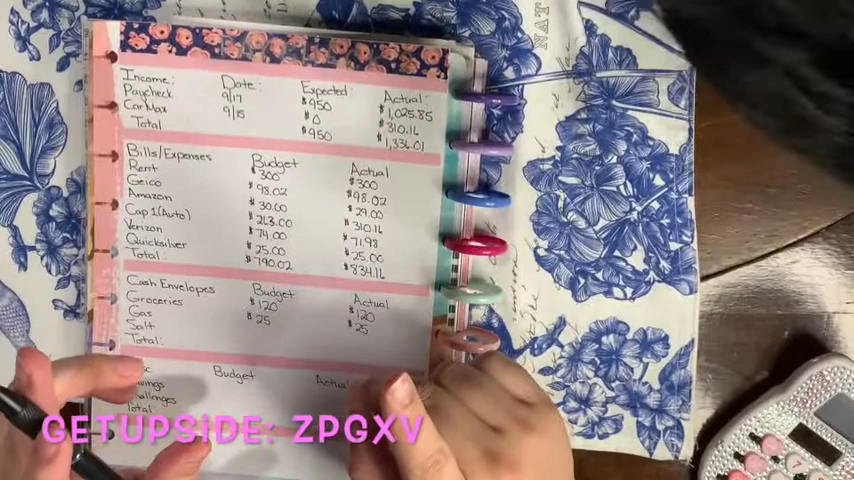 NAT
Income: Date Expected Actual:
Paycheck 9/17 $950 $1,025.85
CarMax 9/15 $0 $310.16
Total $950 $1,336.01
Bills/Expenses Budget Actual
Rent $300 $300
Geico $98.02 $98.02
Amazon $30.00 $29.00
Cap 1(Auto) $263.00 $310.16
Verizon $74.00 $71.98
Quicksilver $25.00 $25.00
Total: $790.02 $834.16
Cash Envelopes Budget Actual
Groceries $120 $120
Gas $25 $25
Salt
Total:
Budget Actual
Challenges
Total
GETUPSIDE: ZPGXV